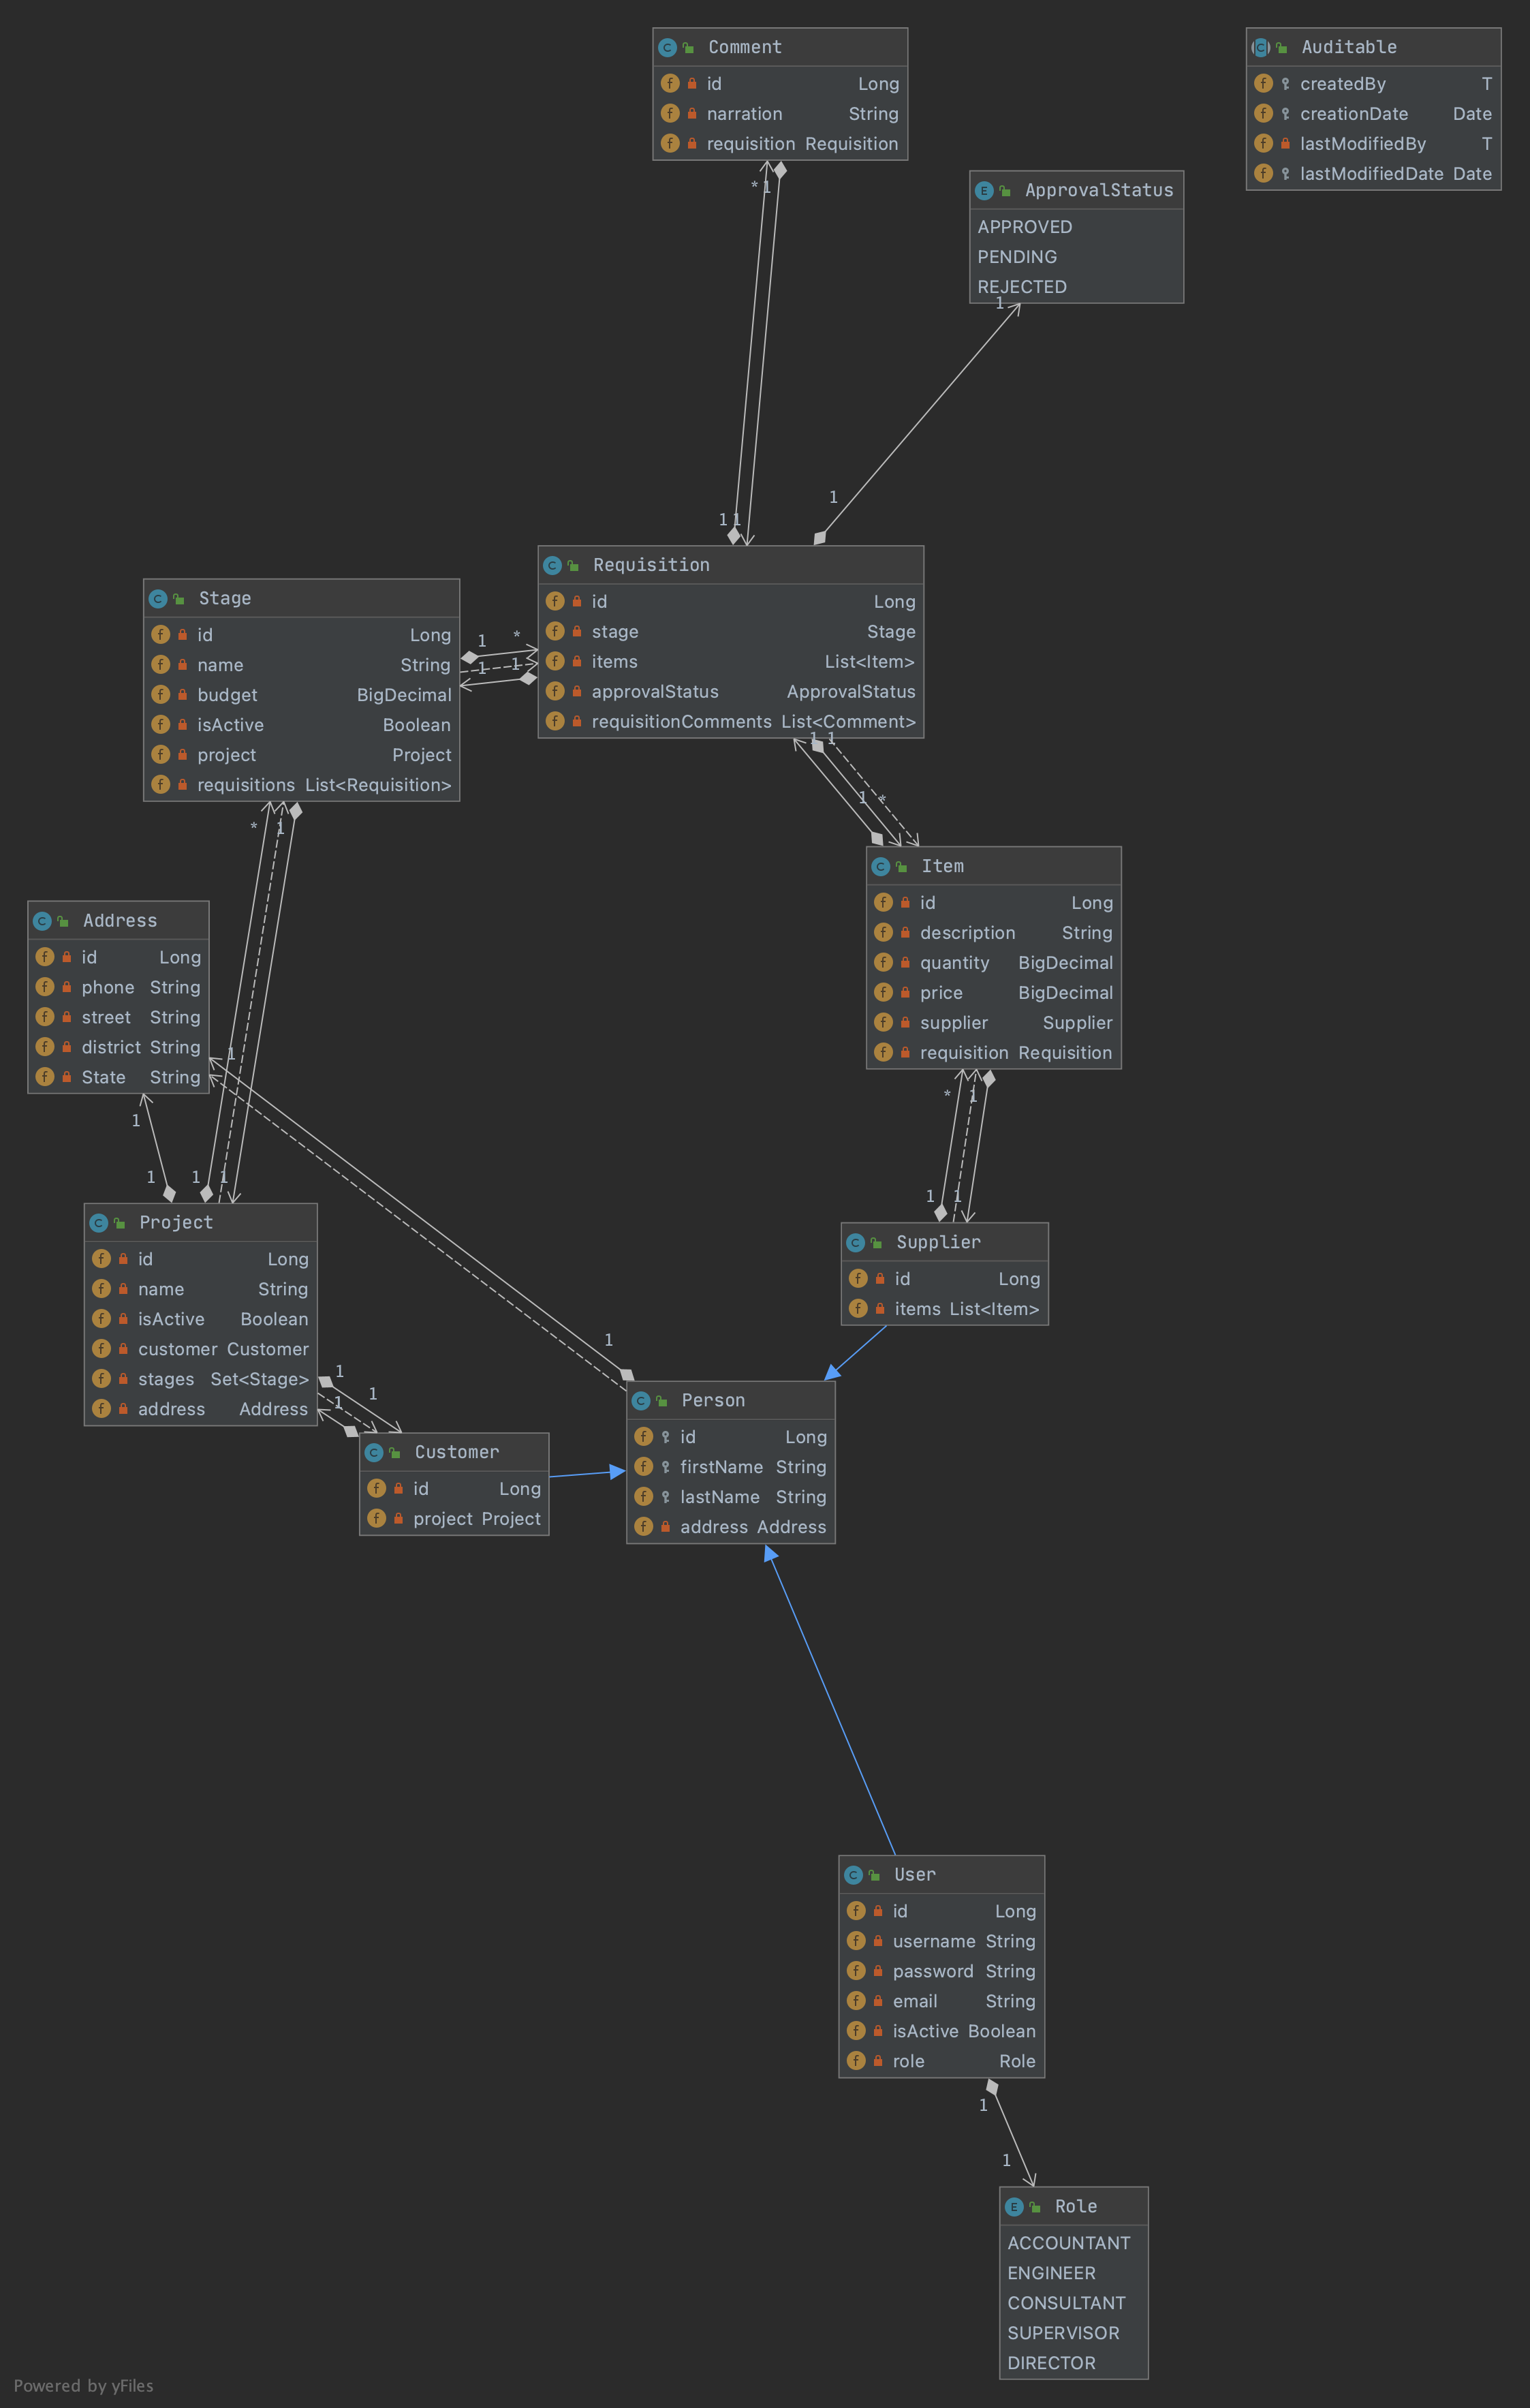 Comment
id Long
narration String
requisition Requisition
Auditable
createdBy T
creationDate Date
lastModifiedBy T
lastModifiedDate Date
* 1
ApprovalStatus
APPROVED
PENDING
REJECTED
1
1
1 1
Requisition
id Long
stage Stage
items List<Item>
approvalStatus ApprovalStatus
requisitionComments List<Comment>
Stage
id Long
name String
budget BigDecimal
isActive Boolean
project Project
requisitions List<Requisition>
1 *
1 1
1 1
1 *
* 1
Item
id Long
description String
quantity BigDecimal
price BigDecimal
supplier Supplier
requisition Requisition
Address
id Long
phone String
street String
district String
State String
1
1
1 1 1
* 1
1 1
Project
id Long
name String
isActive Boolean
customer Customer
stages Set<Stage>
address Address
Supplier
id Long
items List<Item>
1
1 1
1
Customer
id Long
project Project
Person
id Long
firstName String
lastName String
address Address
User
id Long
username String
password String
email String
isActive Boolean
role Role
1
1
Role
ACCOUNTANT
ENGINEER
CONSULTANT
SUPERVISOR
DIRECTOR
Powered by yFiles